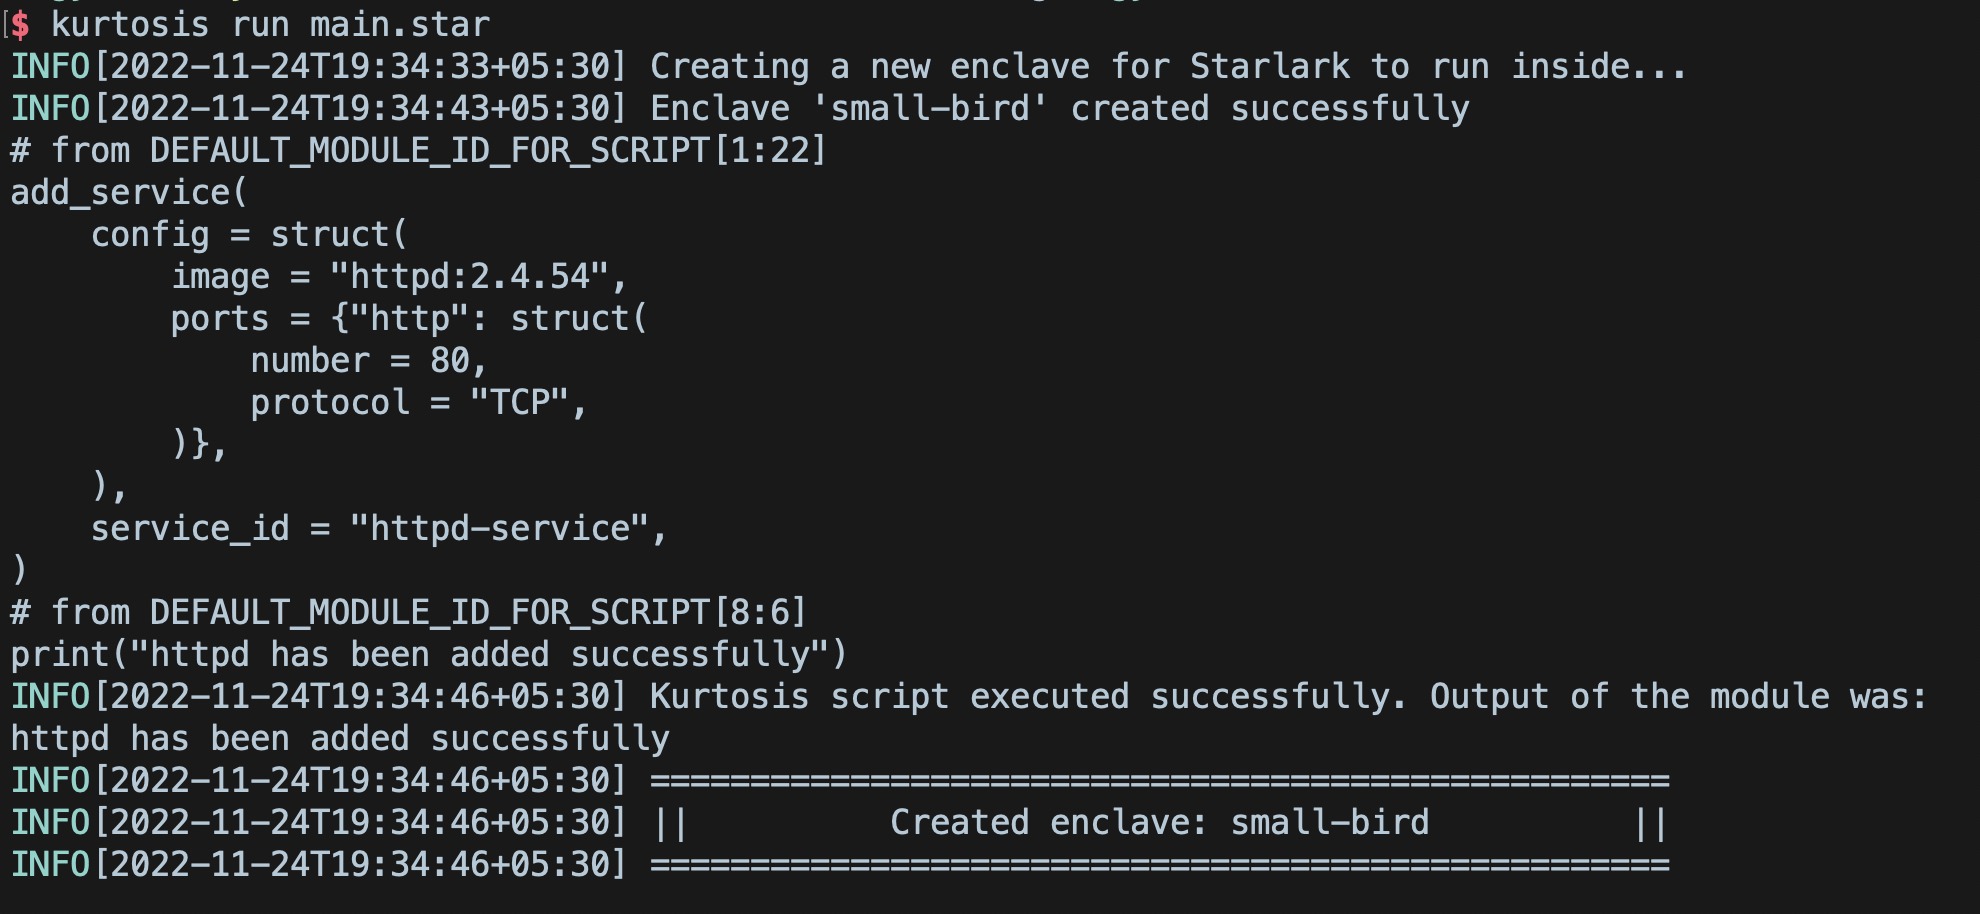 $ kurtosis run main.star
INFO[2022-11-24T19:34:33+05:30] Creating a new enclave for Starlark to run inside...
INFO[2022-11-24T19:34:43+05:30] Enclave 'small-bird' created successfully
# from DEFAULT_MODULE_ID_FOR_SCRIPT[1:22]
add_service(
    config = struct(
        image = "httpd:2.4.54",
        ports = {"http": struct(
            number = 80,
            protocol = "TCP",
        )},
    ),
    service_id = "httpd-service",
)
# from DEFAULT_MODULE_ID_FOR_SCRIPT[8:6]
print("httpd has been added successfully")
INFO[2022-11-24T19:34:46+05:30] Kurtosis script executed successfully. Output of the module was:
httpd has been added successfully
INFO[2022-11-24T19:34:46+05:30] ===================================================
INFO[2022-11-24T19:34:46+05:30] ||          Created enclave: small-bird          ||
INFO[2022-11-24T19:34:46+05:30] ===================================================